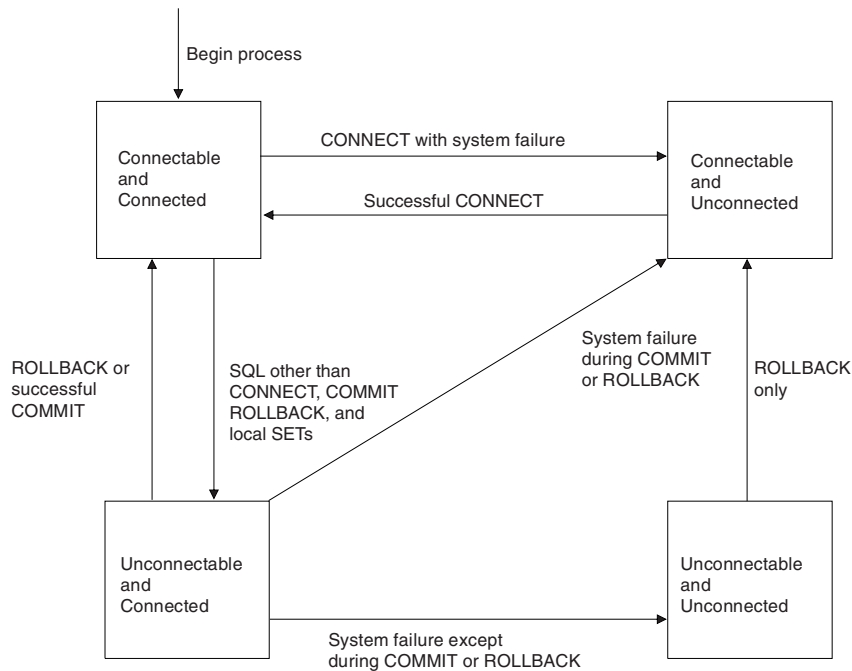 Begin process
Connectable
and
Connected
CONNECT with system failure
Successful CONNECT
Connectable
and
Unconnected
ROLLBACK or
successful
COMMIT
SQL other than
CONNECT, COMMIT
ROLLBACK, and
local SETs
System failure
during COMMIT
or ROLLBACK
ROLLBACK
only
Unconnectable
and
Connected
System failure except
during COMMIT or ROLLBACK
Unconnectable
and
Unconnected